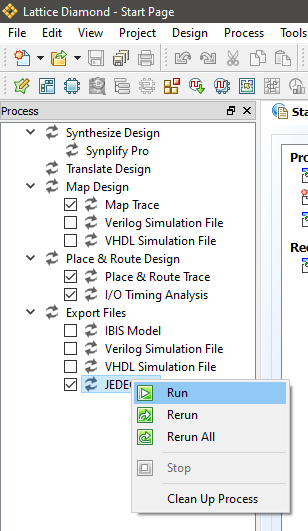 Lattice Diamond - Start Page
File Edit View Project Design Process Tools
Process
Sta
Synthesize Design
Synplify Pro
Translate Design
Map Design
Map Trace
Verilog Simulation File
VHDL Simulation File
Place & Route Design
Place & Route Trace
I/O Timing Analysis
Export Files
IBIS Model
Verilog Simulation File
VHDL Simulation File
JEDE
Run
Rerun
Rerun All
Stop
Clean Up Process
Pro
Rec